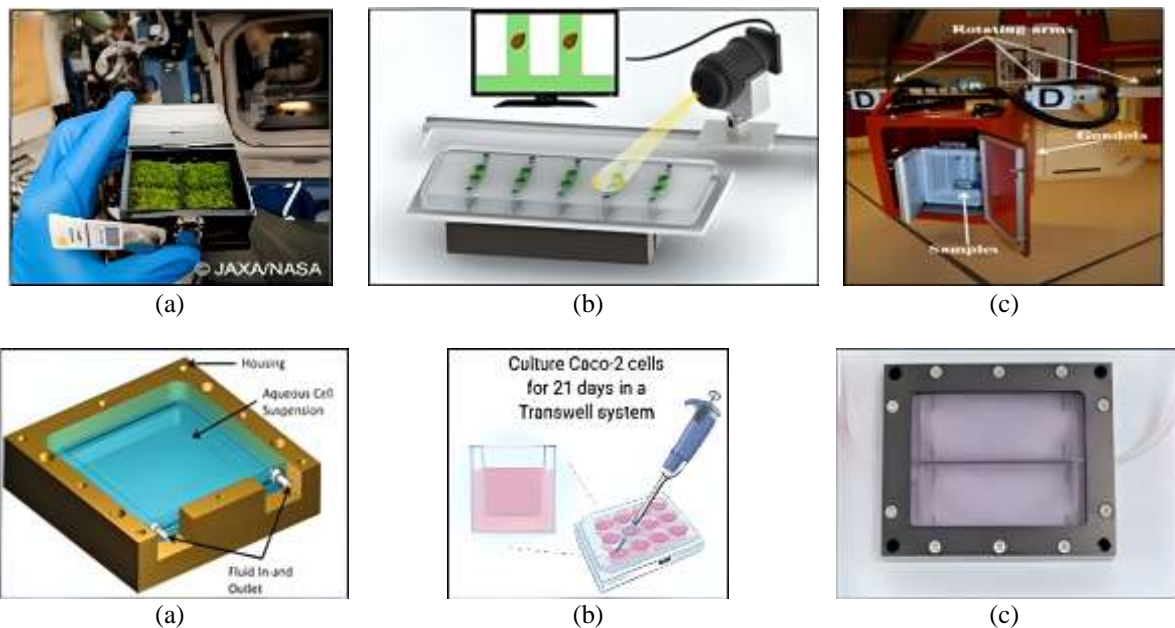 © JAXA/NASA
Rotating arms
D
D
Gondola
Samples
(a)
(b)
(c)
Housing
Aqueous Cell
Suspension
Fluid In-and
Outlet
Culture Caco-2 cells
for 21 days in a
Transwell system
(a)
(b)
(c)